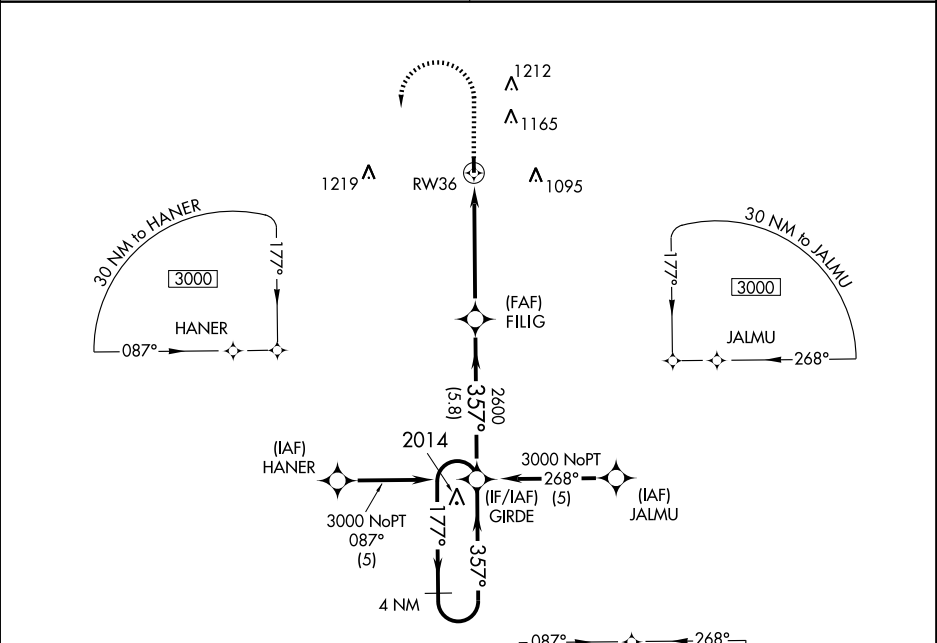 1212
1165
1219
RW36
1095
30 NM to HANER
177°
3000
HANER
087°
30 NM to JALMU
177°
3000
JALMU
268°
(FAF)
FILIG
2600
357°
(5.8)
2014
(IAF)
HANER
3000 NoPT
087°
(5)
(IF/IAF)
GIRDE
3000 NoPT
268°
(5)
(IAF)
JALMU
177°
357°
4 NM
087°
268°